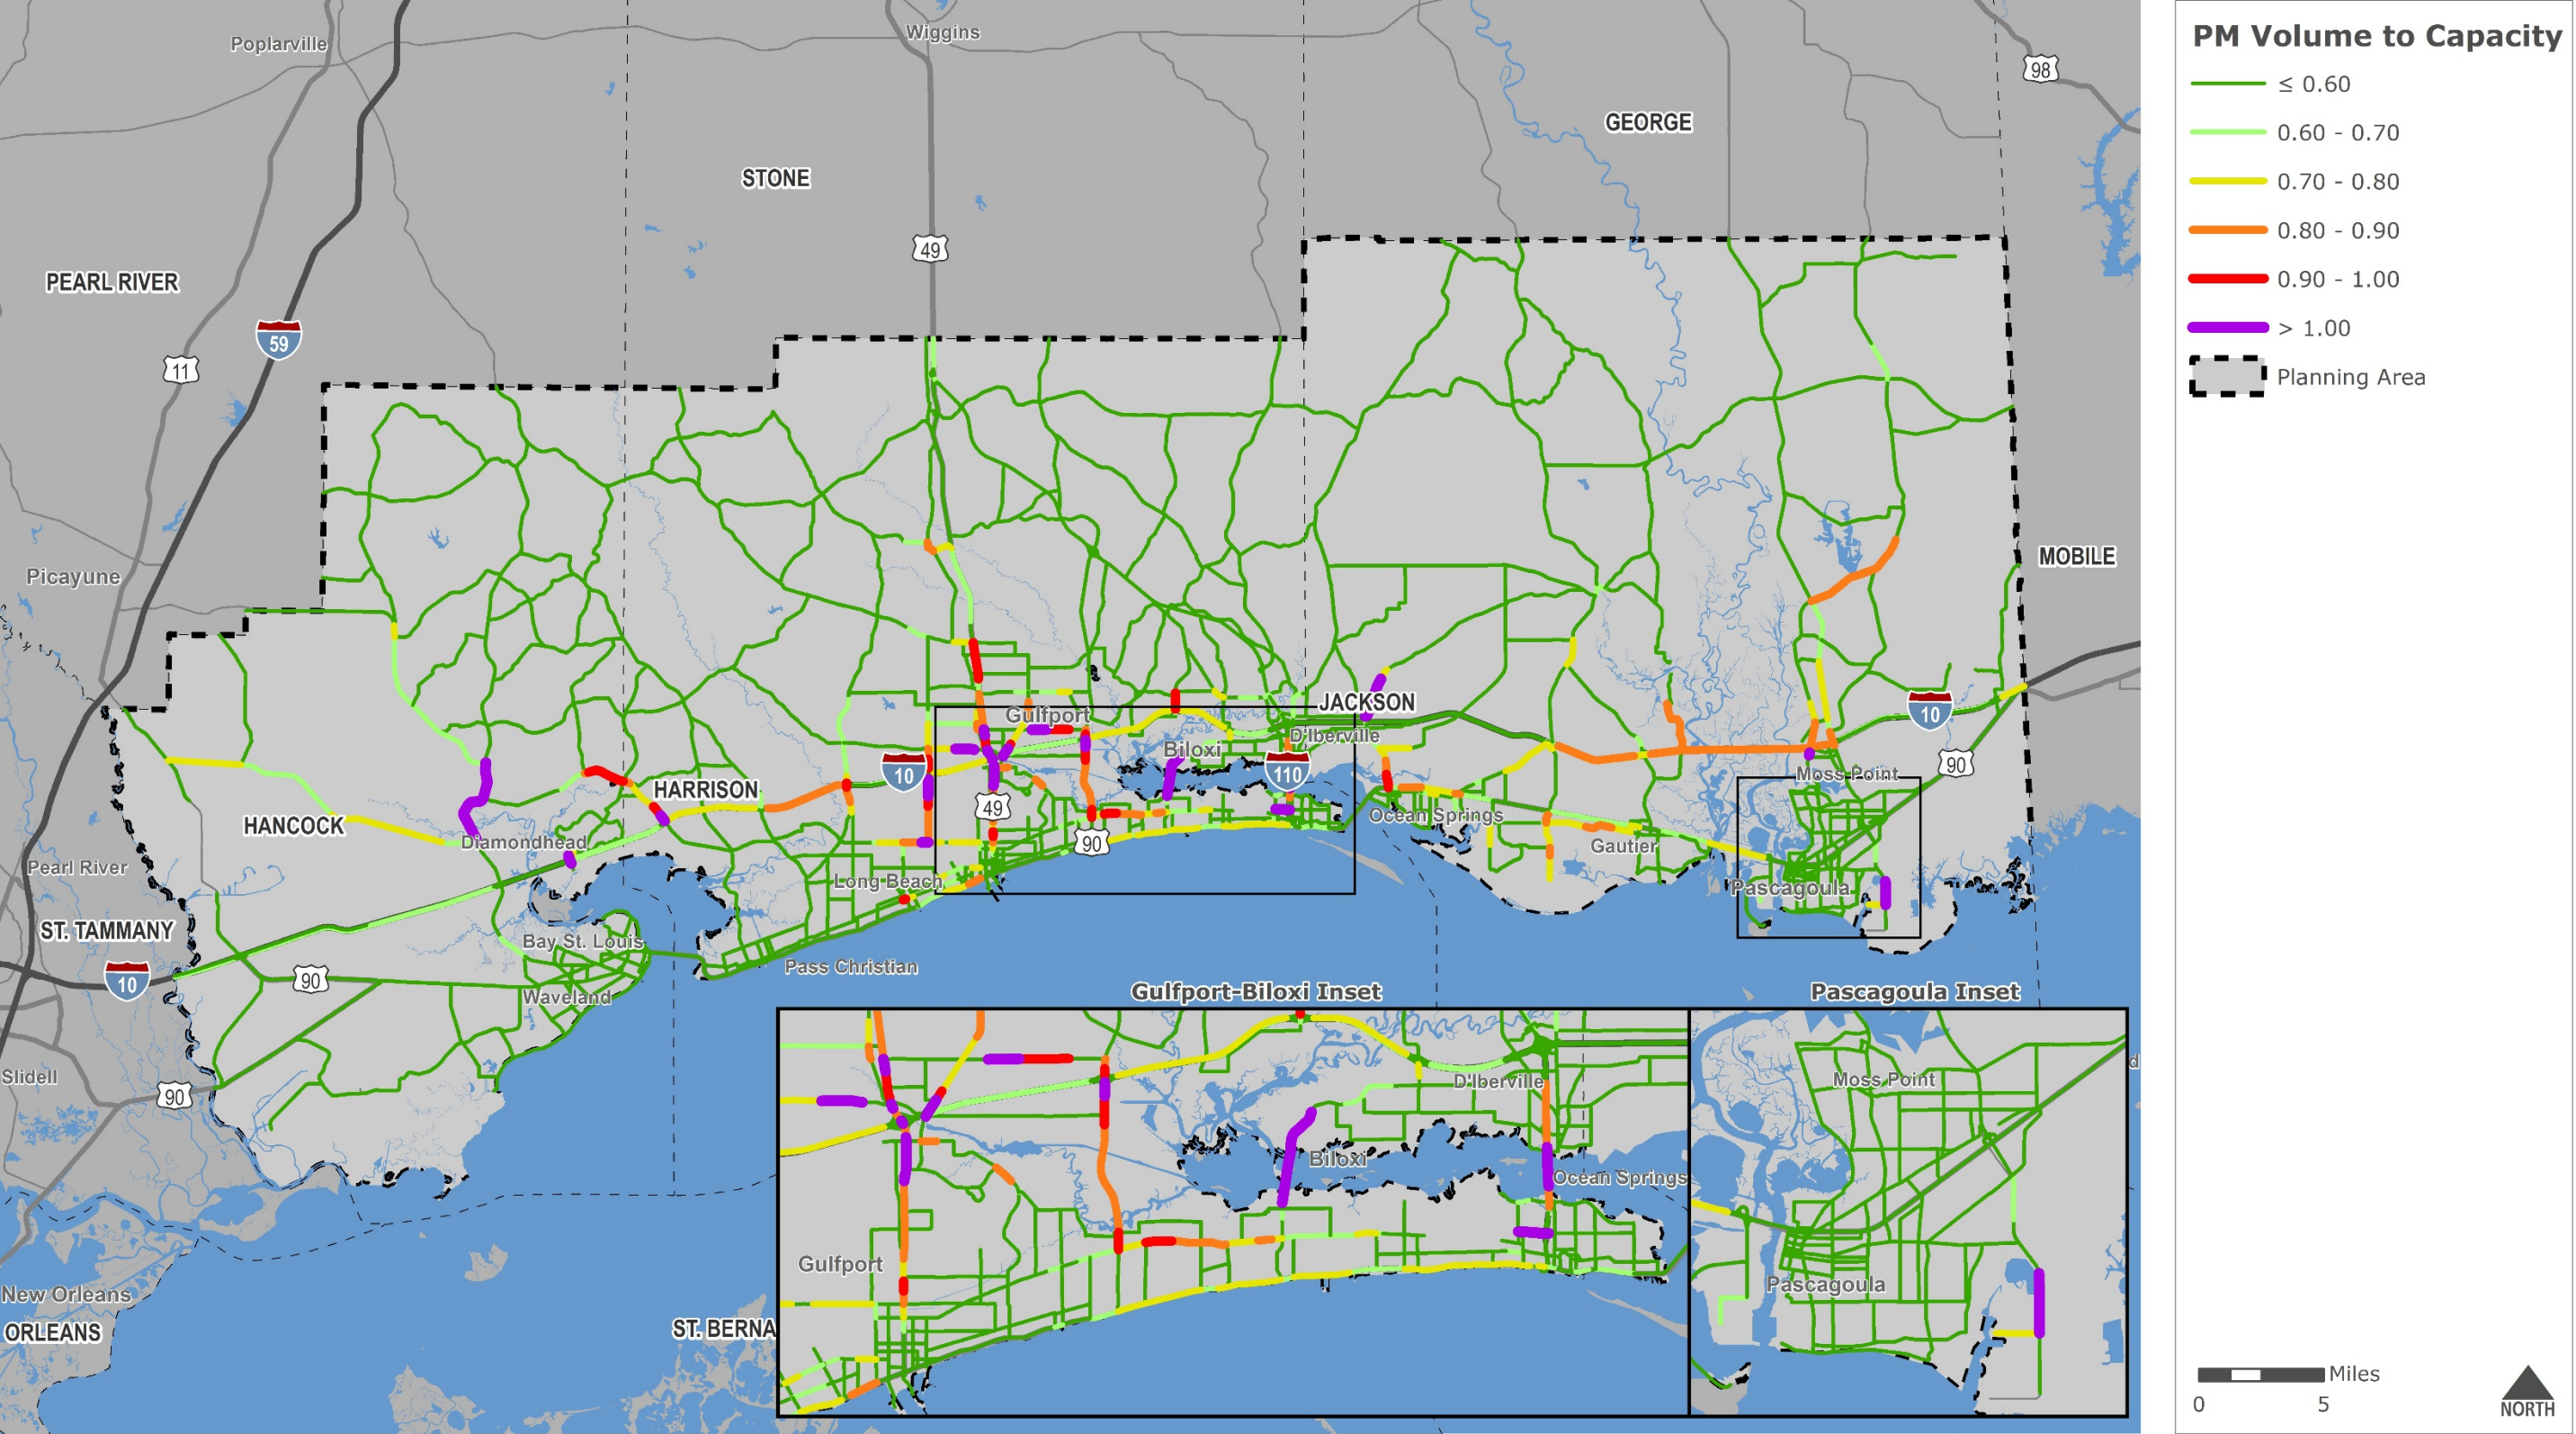 Poplarville
Wiggins
98
GEORGE
STONE
49
PEARL RIVER
59
11
MOBILE
Picayune
JACKSON
10
Gulfport
D'Iberville
Biloxi
90
10
110
HARRISON
Moss Point
49
Ocean Springs
HANCOCK
90
Diamondhead
Gautier
Pearl River
Long Beach
Pascagoula
ST. TAMMANY
Bay St. Louis
Pass Christian
10
90
Waveland
Gulfport-Biloxi Inset
Pascagoula Inset
Slidell
90
D'Iberville
Moss Point
d
Biloxi
Ocean Springs
Gulfport
Pascagoula
New Orleans
ORLEANS
ST. BERNA
PM Volume to Capacity
≤ 0.60
0.60 - 0.70
0.70 - 0.80
0.80 - 0.90
0.90 - 1.00
> 1.00
Planning Area
Miles
0 5
NORTH